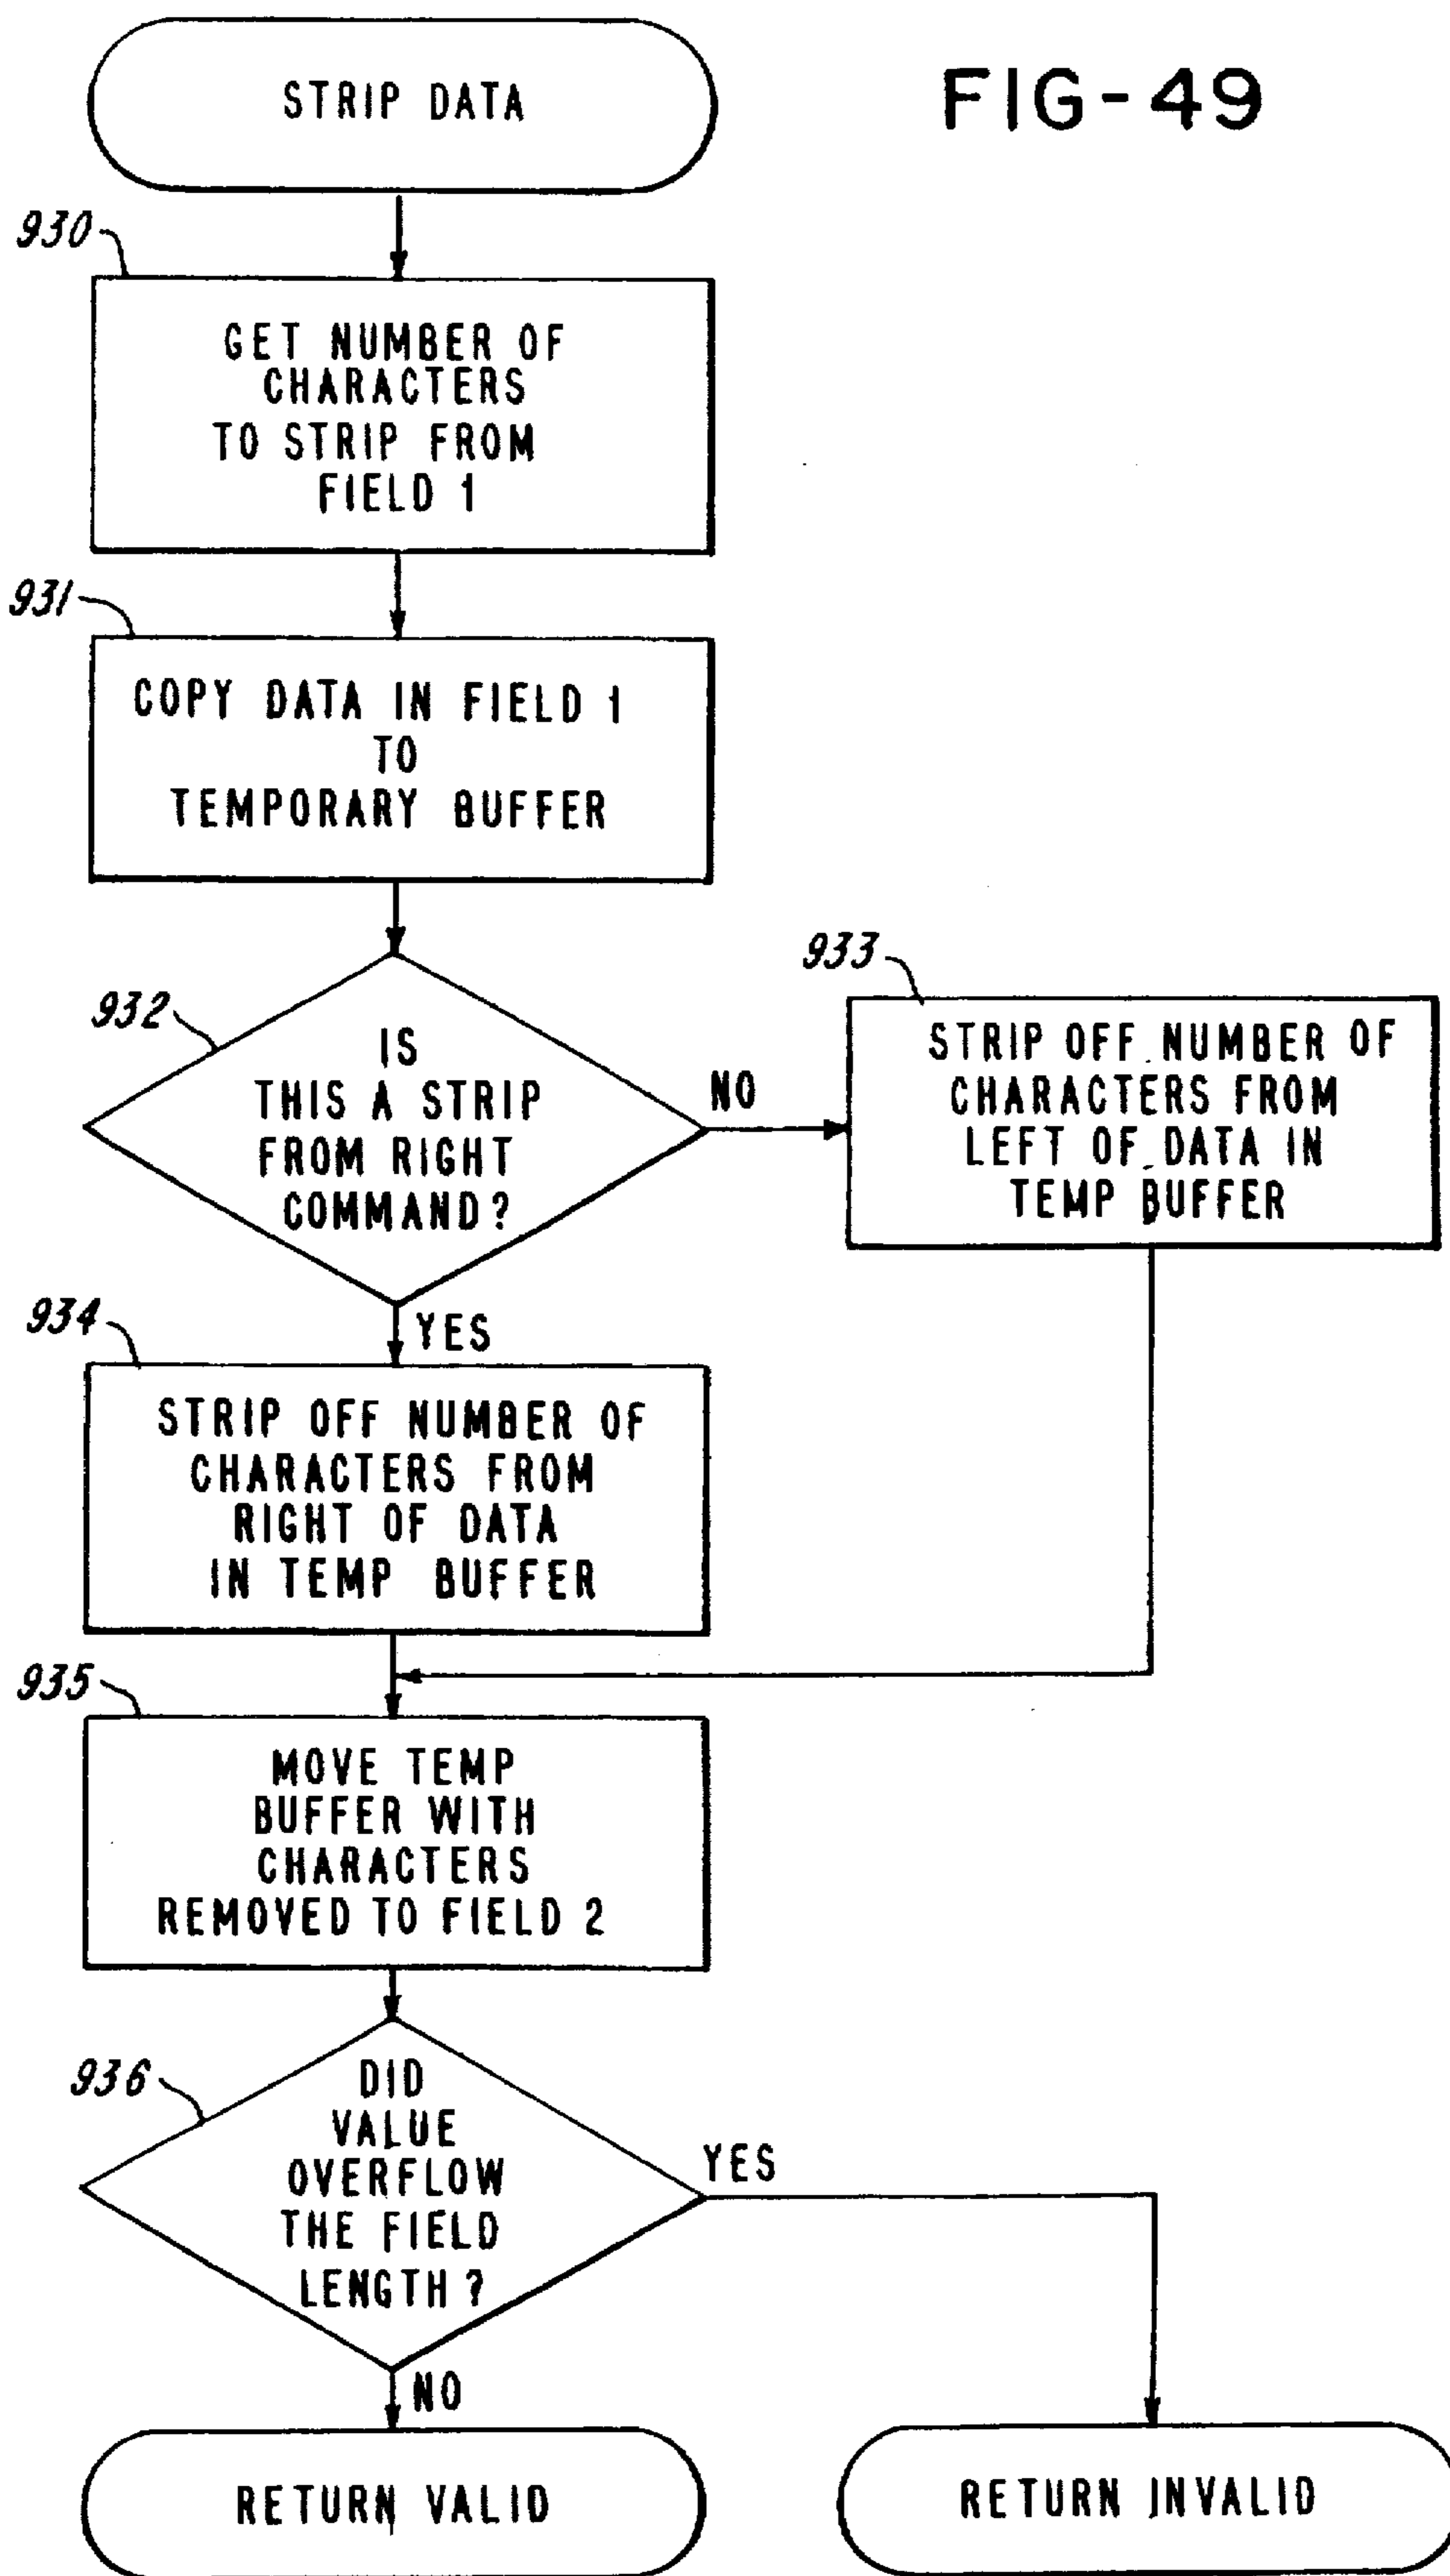 STRIP DATA
FIG-49
930
GET NUMBER OF
CHARACTERS
TO STRIP FROM
FIELD 1
931
COPY DATA IN FIELD 1
TO
TEMPORARY BUFFER
932
IS
THIS A STRIP
FROM RIGHT
COMMAND?
NO
933
STRIP OFF NUMBER OF
CHARACTERS FROM
LEFT OF DATA IN
TEMP BUFFER
YES
934
STRIP OFF NUMBER OF
CHARACTERS FROM
RIGHT OF DATA
IN TEMP BUFFER
935
MOVE TEMP
BUFFER WITH
CHARACTERS
REMOVED TO FIELD 2
936
DID
VALUE
OVERFLOW
THE FIELD
LENGTH?
YES
NO
RETURN VALID
RETURN INVALID